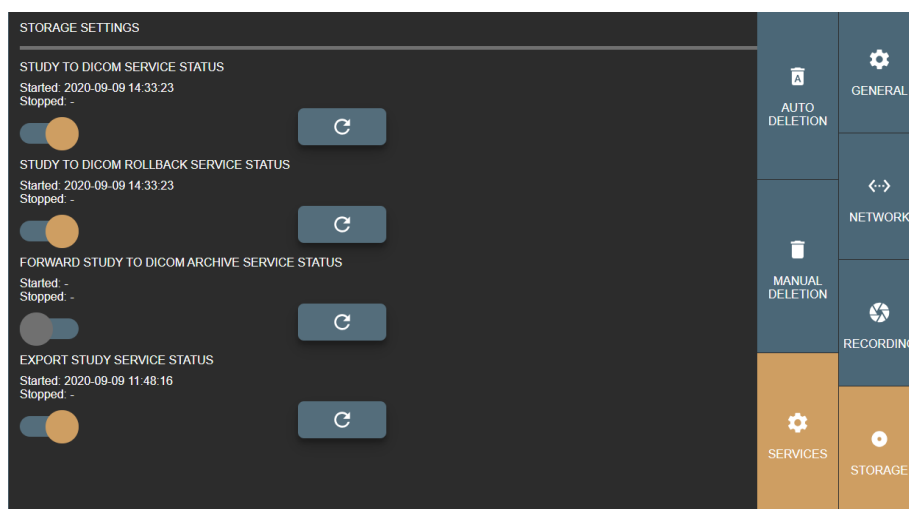 STORAGE SETTINGS
STUDY TO DICOM SERVICE STATUS
Started: 2020-09-09 14:33:23
Stopped: -
STUDY TO DICOM ROLLBACK SERVICE STATUS
Started: 2020-09-09 14:33:23
Stopped: -
FORWARD STUDY TO DICOM ARCHIVE SERVICE STATUS
Started: -
Stopped: -
EXPORT STUDY SERVICE STATUS
Started: 2020-09-09 11:48:16
Stopped: -
A
AUTO
DELETION
MANUAL
DELETION
SERVICES
GENERAL
NETWORK
RECORDING
STORAGE